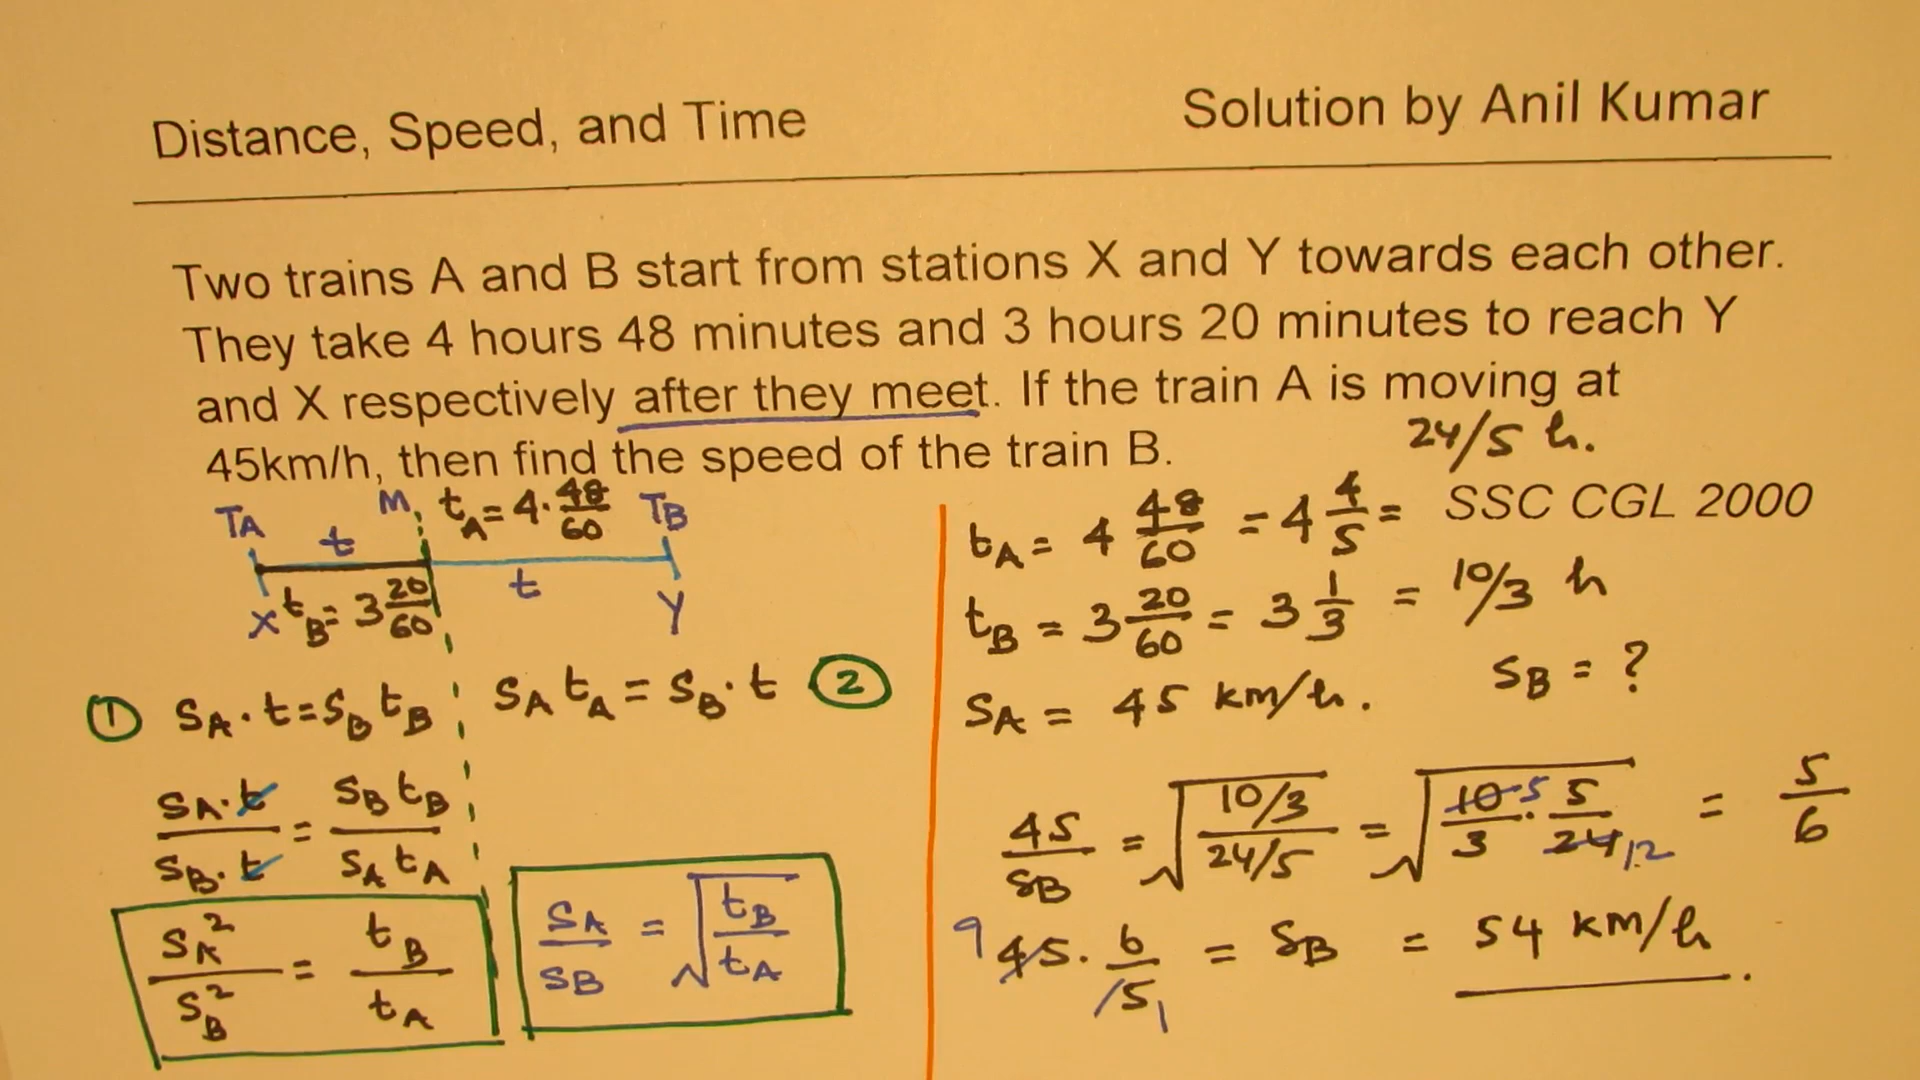 Distance, Speed, and Time
Solution by Anil Kumar
Two trains A and B start from stations X and Y towards each other.
They take 4 hours 48 minutes and 3 hours 20 minutes to reach Y
and X respectively after they meet. If the train A is moving at
45km/h, then find the speed of the train B.
24/5 h.
SSC CGL 2000
TA M tA = 4·48/60 TB
t
t
X tB = 3 20/60 Y
① SA·t = SB tB
SA tA = SB·t ②
SA·t/SB·t = SB tB/SA tA
SA²/SB² = tB/tA
SA/SB = √(tB/tA)
tA = 4 48/60 = 4 4/5 =
tB = 3 20/60 = 3 1/3 = 10/3 h
SA = 45 km/h. SB = ?
45/SB = √((10/3)/(24/5)) = √(10/3 5 · 5/24 12) = 5/6
9 45 · 6/5 1 = SB = 54 km/h.